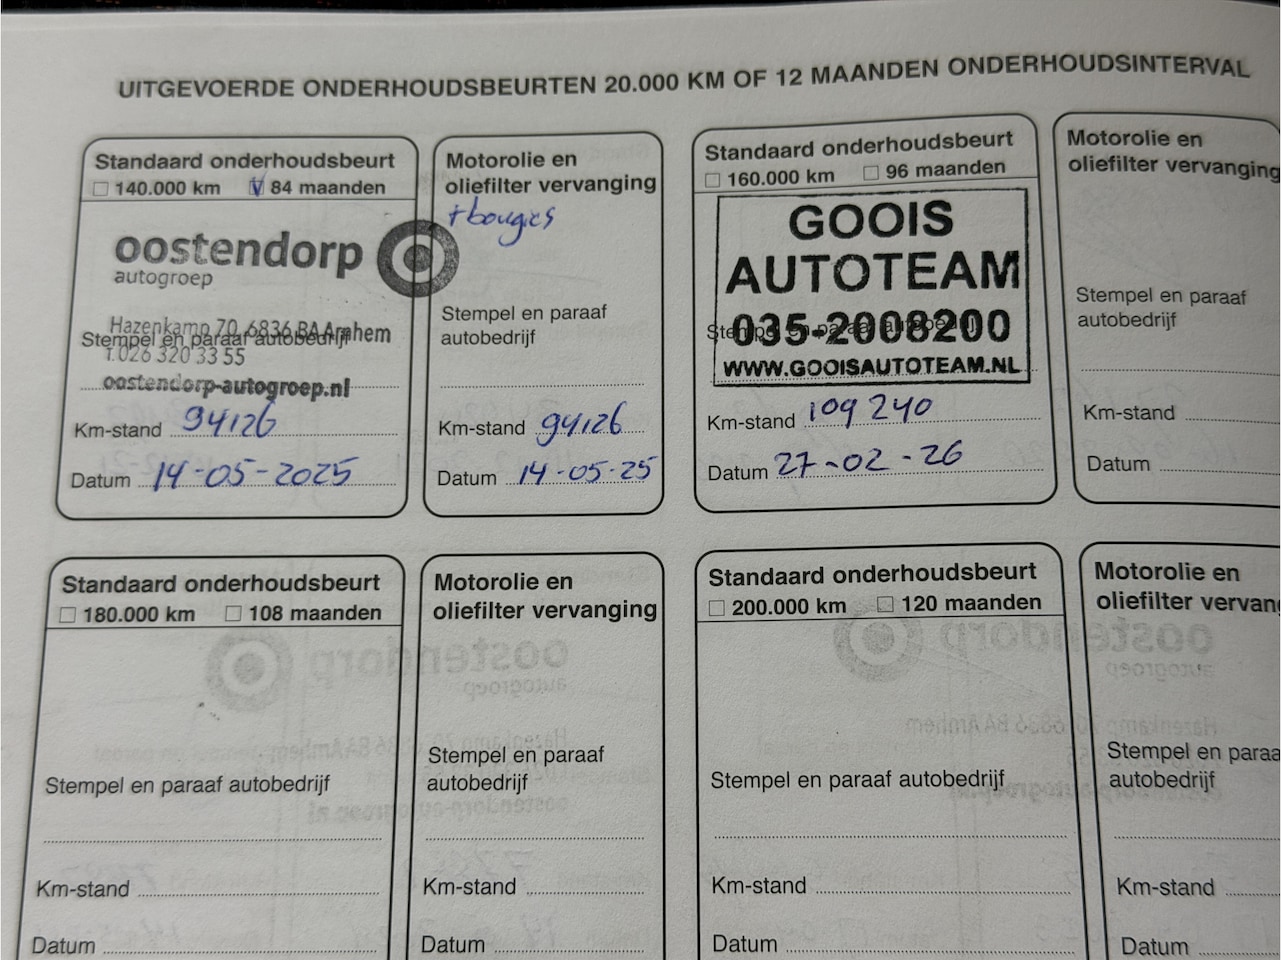 UITGEVOERDE ONDERHOUDSBEURTEN 20.000 KM OF 12 MAANDEN ONDERHOUDSINTERVAL
Standaard onderhoudsbeurt
140.000 km 84 maanden
oostendorp
autogroep
Hazenkamp 70, 6836 BA Arnhem
Stempel en paraaf autobedrijf
T. 026 320 33 55
oostendorp-autogroep.nl
Km-stand 94126
Datum 14-05-2025
Motorolie en
oliefilter vervanging
+ bougies
Stempel en paraaf
autobedrijf
Km-stand 94126
Datum 14-05-25
Standaard onderhoudsbeurt
160.000 km 96 maanden
GOOIS
AUTOTEAM
Stempel en paraaf autobedrijf
035-2008200
WWW.GOOISAUTOTEAM.NL
Km-stand 109240
Datum 27-02-26
Motorolie en
oliefilter vervanging
Stempel en paraaf
autobedrijf
Km-stand
Datum
Standaard onderhoudsbeurt
180.000 km 108 maanden
Stempel en paraaf autobedrijf
Km-stand
Datum
Motorolie en
oliefilter vervanging
Stempel en paraaf
autobedrijf
Km-stand
Datum
Standaard onderhoudsbeurt
200.000 km 120 maanden
Stempel en paraaf autobedrijf
Km-stand
Datum
Motorolie en
oliefilter vervan
Stempel en paraa
autobedrijf
Km-stand
Datum